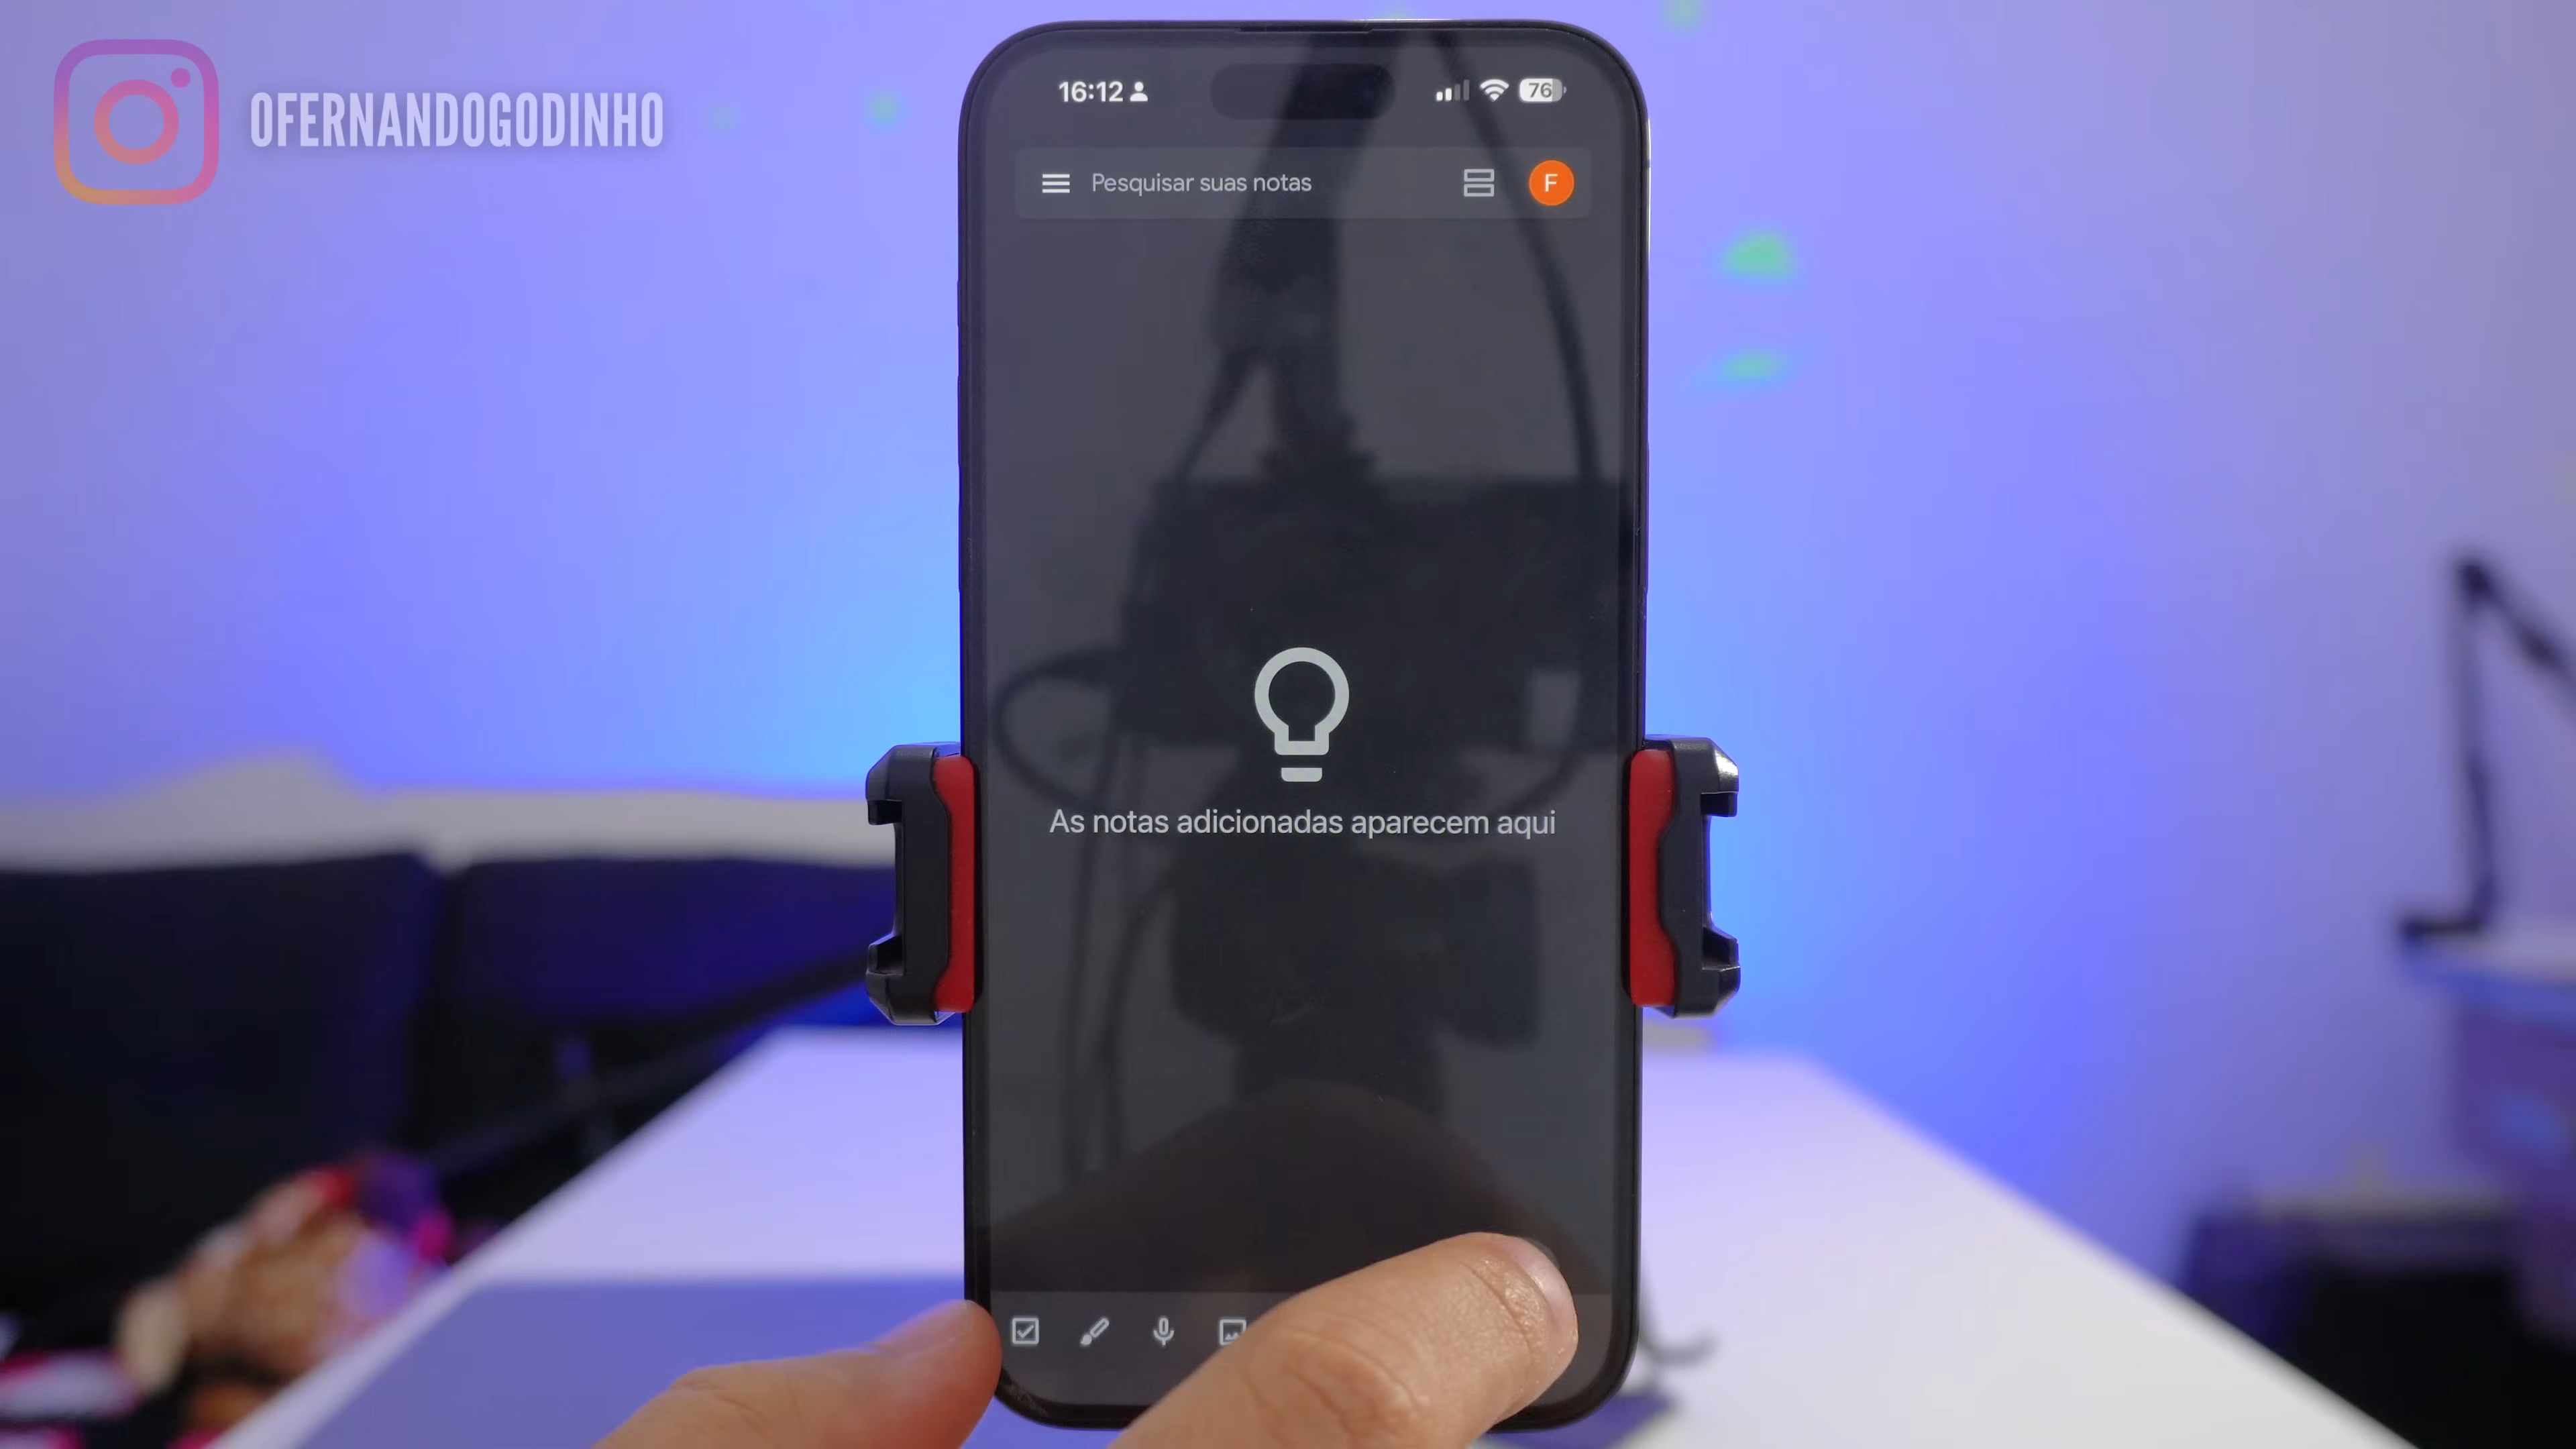 OFERNANDOGODINHO
16:12
76
Pesquisar suas notas
F
As notas adicionadas aparecem aqui